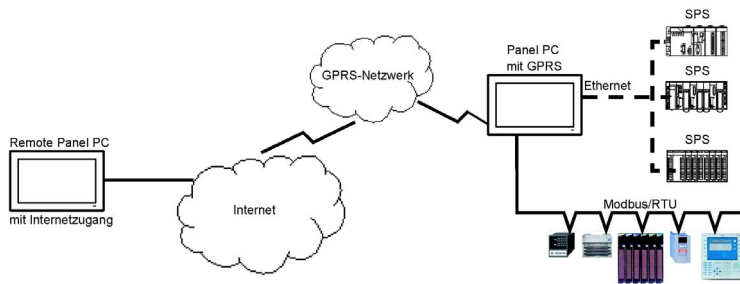 SPS
Panel PC
mit GPRS
GPRS-Netzwerk
Ethernet
SPS
Remote Panel PC
SPS
Internet
mit Internetzugang
Modbus/RTU